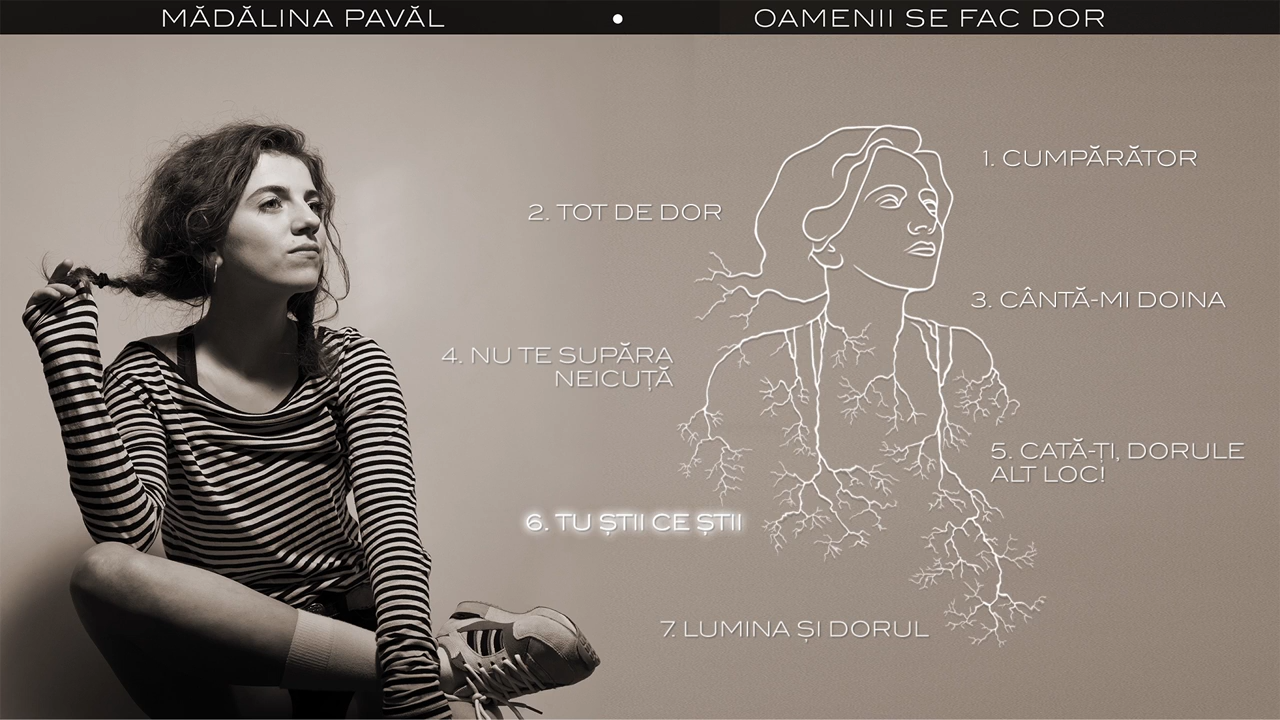 MĂDĂLINA PAVĂL • OAMENII SE FAC DOR
1. CUMPĂRĂTOR
2. TOT DE DOR
3. CÂNTĂ-MI DOINA
4. NU TE SUPĂRA
NEICUȚĂ
5. CATĂ-ȚI, DORULE
ALT LOC!
6. TU ȘTII CE ȘTII
7. LUMINA ȘI DORUL